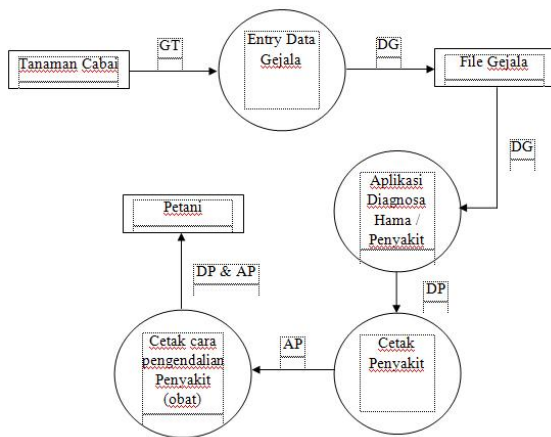 GT
Tanaman Cabai
Entry Data
Gejala
DG
File Gejala
DG
Aplikasi
Diagnosa
Hama /
Penyakit
DP
Cetak
Penyakit
AP
Cetak cara
pengendalian
Penyakit
(obat)
DP & AP
Petani